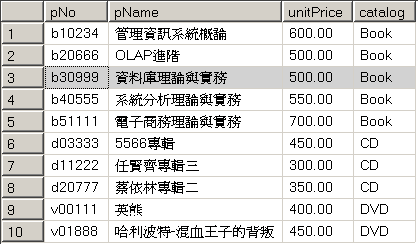 pNo pName unitPrice catalog
1 b10234 管理資訊系統概論 600.00 Book
2 b20666 OLAP進階 500.00 Book
3 b30999 資料庫理論與實務 500.00 Book
4 b40555 系統分析理論與實務 550.00 Book
5 b51111 電子商務理論與實務 700.00 Book
6 d03333 5566專輯 450.00 CD
7 d11222 任賢齊專輯三 300.00 CD
8 d20777 蔡依林專輯二 350.00 CD
9 v00111 英熊 400.00 DVD
10 v01888 哈利波特-混血王子的背叛 450.00 DVD